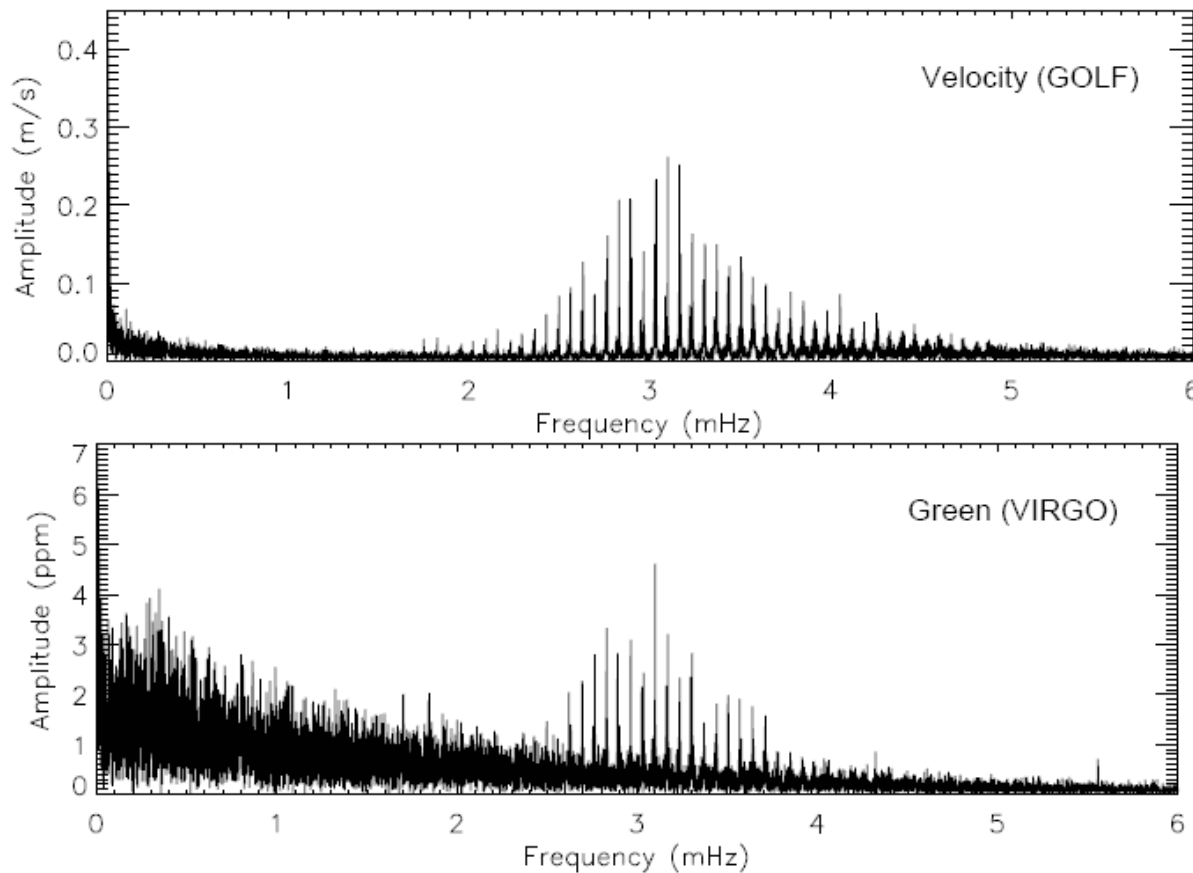 Amplitude (m/s)
0.4
0.3
0.2
0.1
0.0
Velocity (GOLF)
0 1 2 3 4 5 6
Frequency (mHz)
Amplitude (ppm)
7
6
5
4
3
2
1
0
Green (VIRGO)
0 1 2 3 4 5 6
Frequency (mHz)